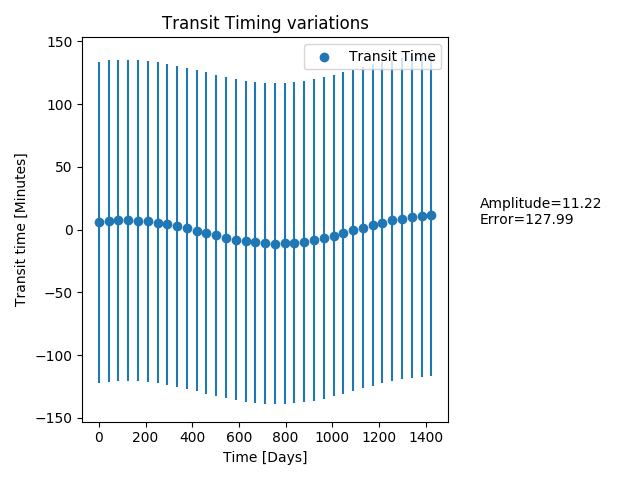 Transit Timing variations
Transit Time
Transit time [Minutes]
150
100
50
0
−50
−100
−150
0 200 400 600 800 1000 1200 1400
Time [Days]
Amplitude=11.22
Error=127.99